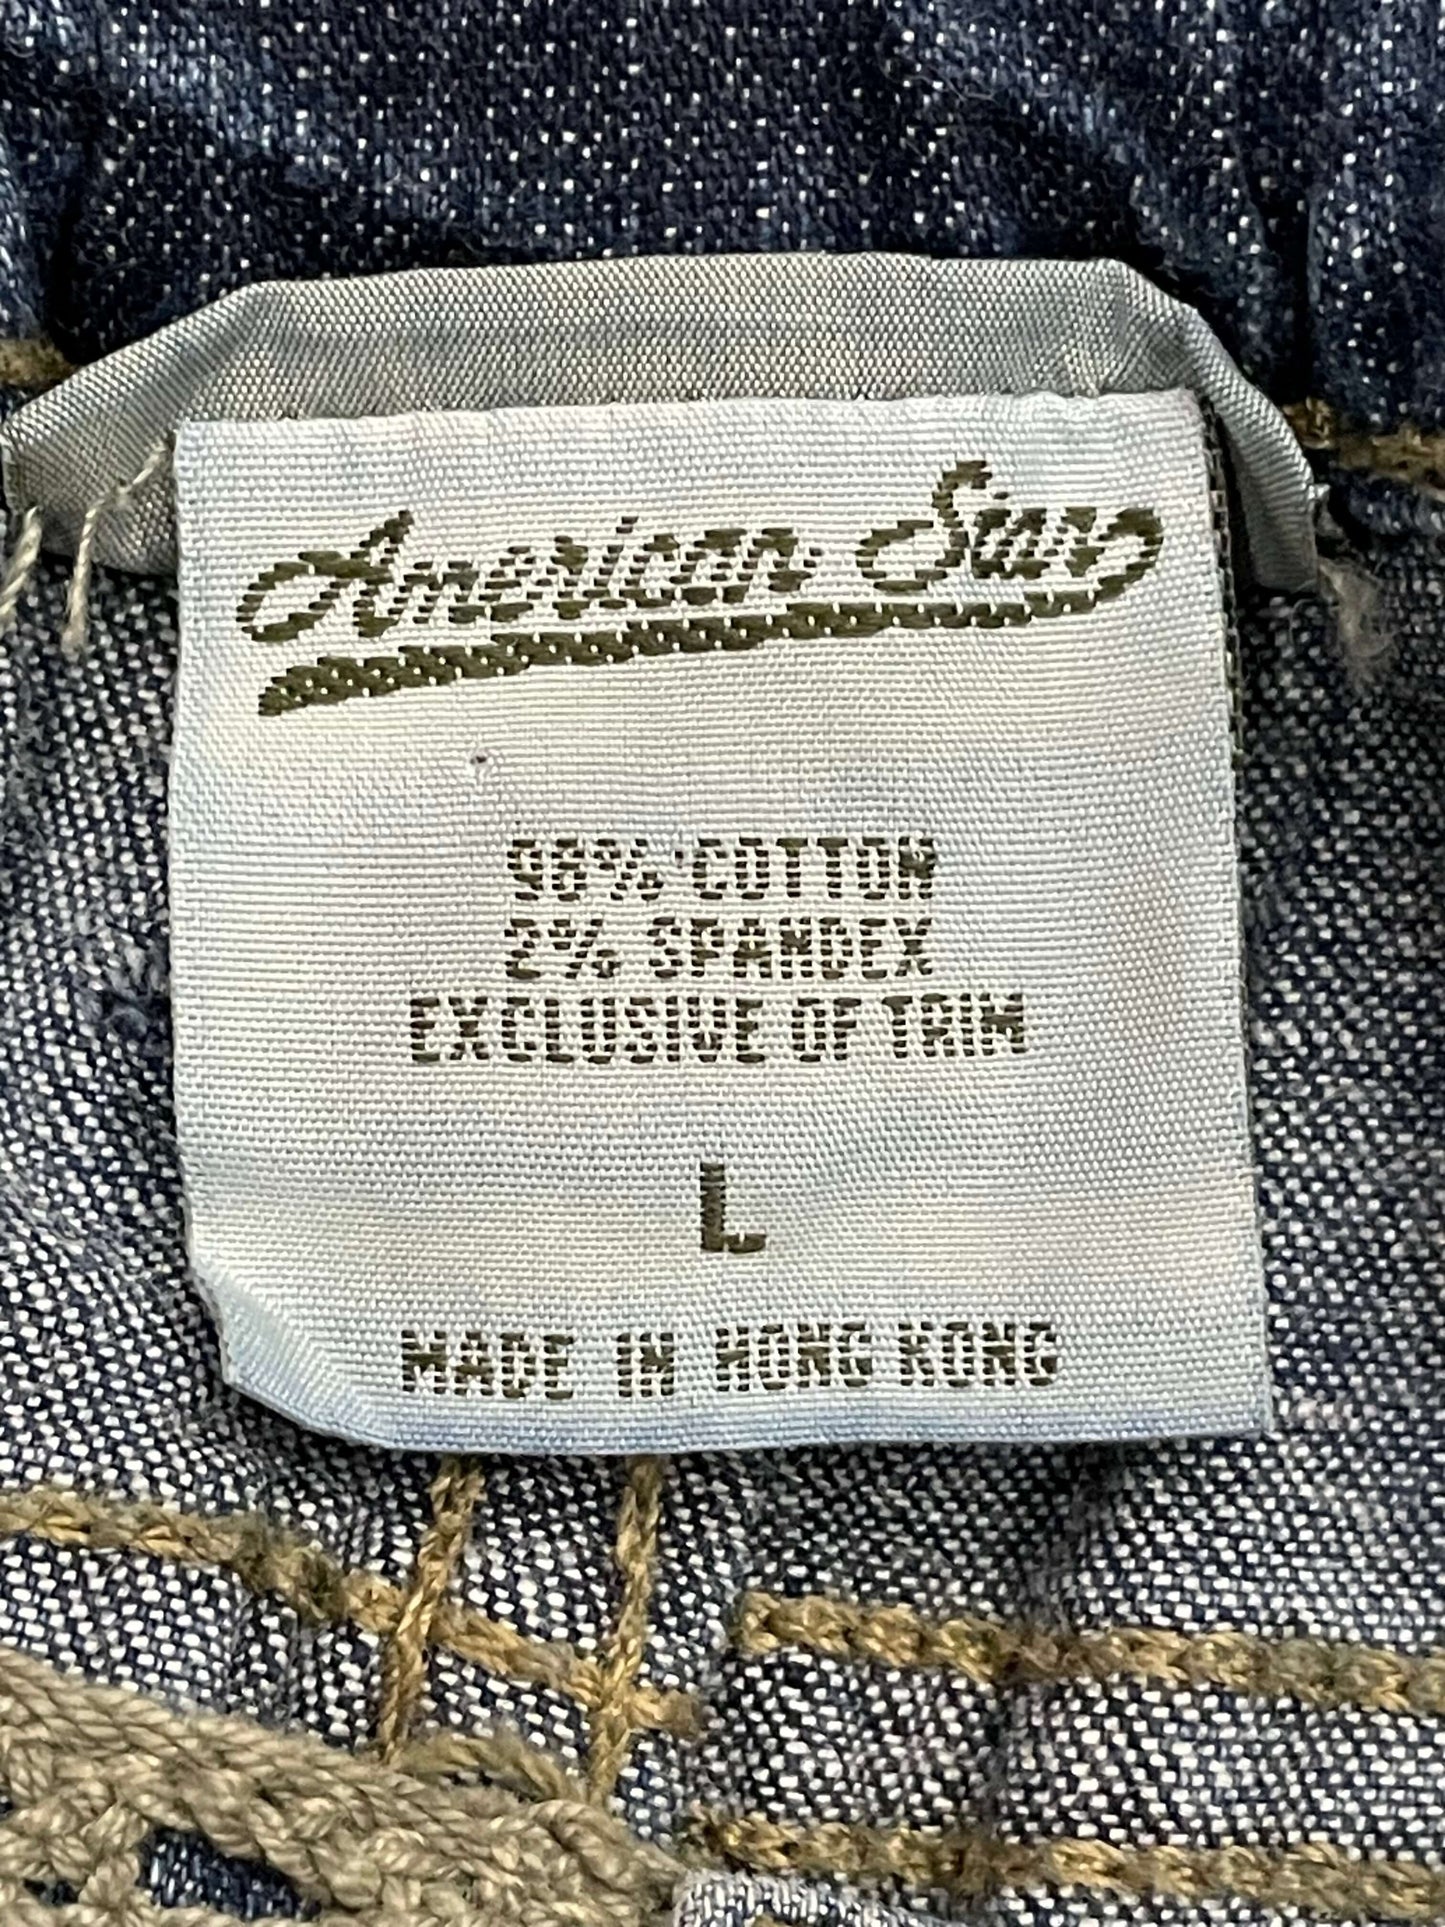 American Sun
98% COTTON
2% SPANDEX
EXCLUSIVE OF TRIM
L
MADE IN HONG KONG